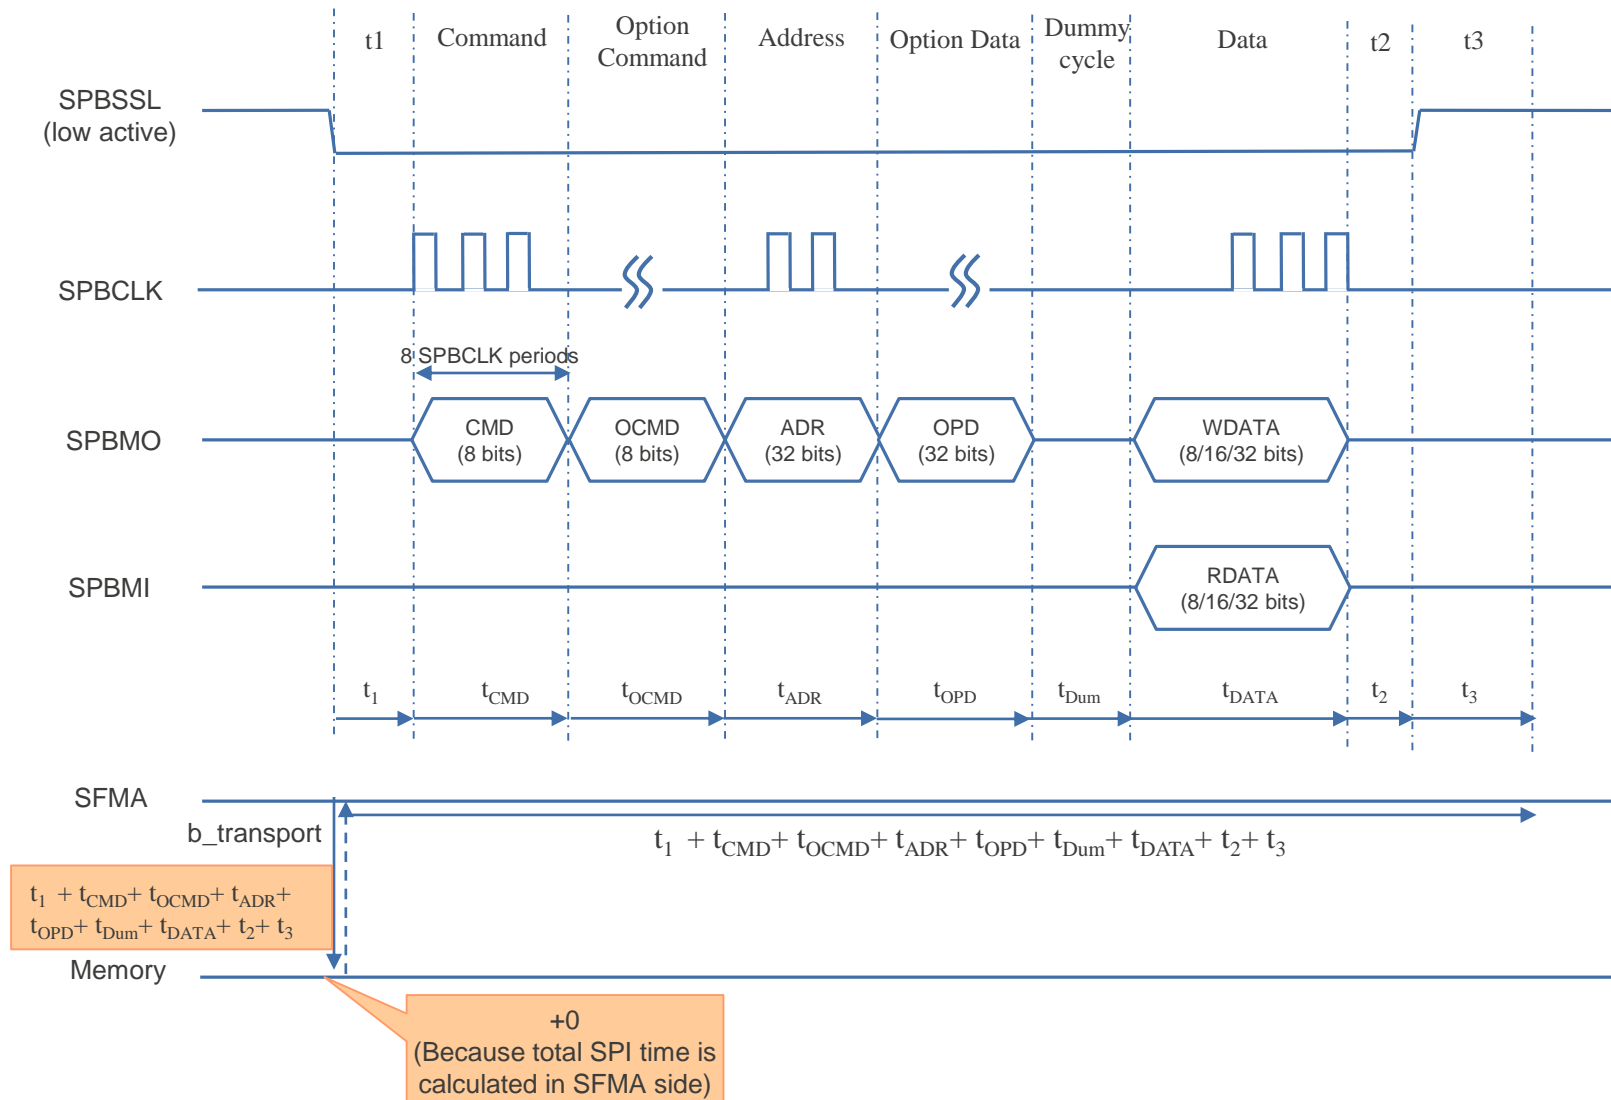 t1
Command
Option
Command
Address
Option Data
Dummy
cycle
Data
t2
t3
SPBSSL
(low active)
SPBCLK
8 SPBCLK periods
SPBMO
CMD
(8 bits)
OCMD
(8 bits)
ADR
(32 bits)
OPD
(32 bits)
WDATA
(8/16/32 bits)
SPBMI
RDATA
(8/16/32 bits)
t1
tCMD
tOCMD
tADR
tOPD
tDum
tDATA
t2
t3
SFMA
b_transport
t1 + tCMD+ tOCMD+ tADR+ tOPD+ tDum+ tDATA+ t2+ t3
t1 + tCMD+ tOCMD+ tADR+
tOPD+ tDum+ tDATA+ t2+ t3
Memory
+0
(Because total SPI time is
calculated in SFMA side)